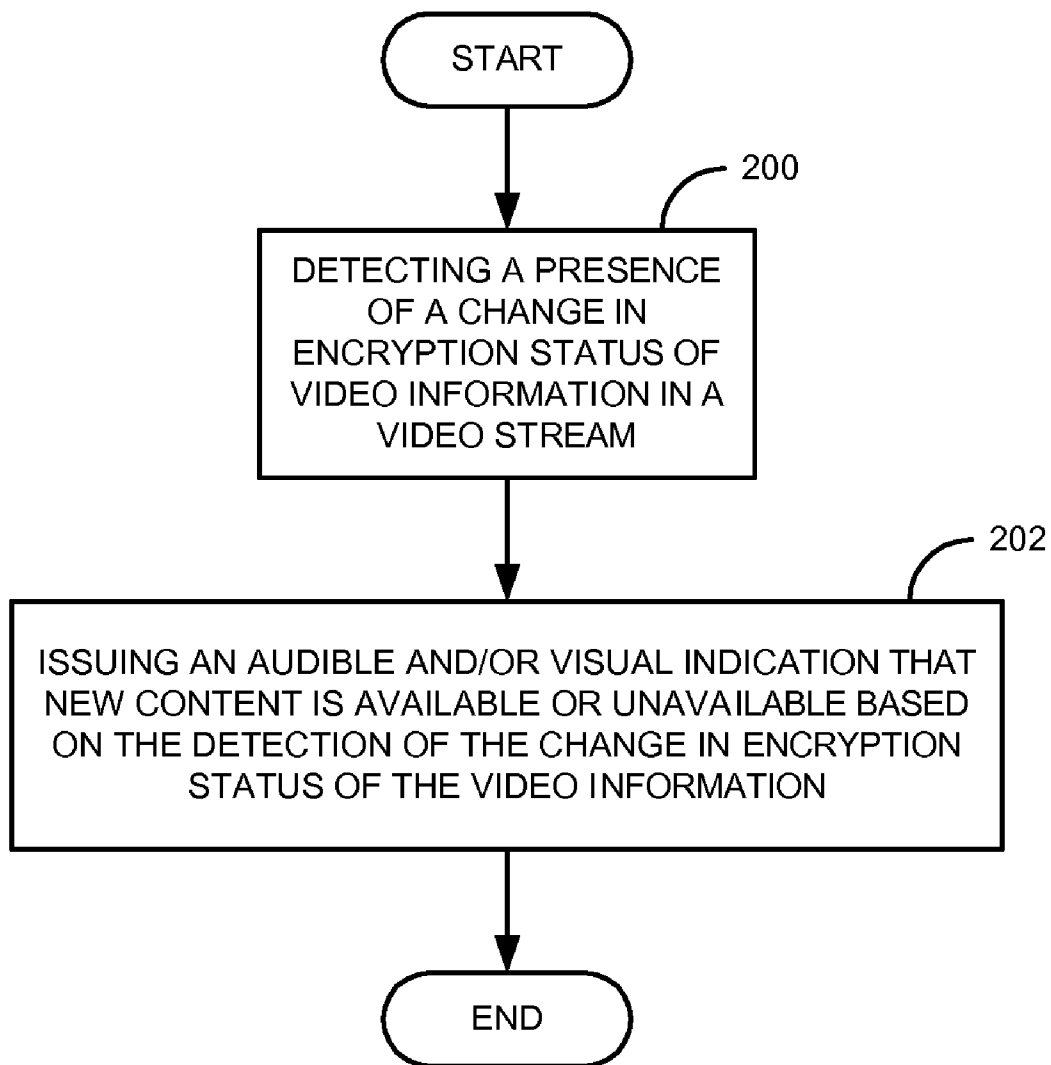 START
200
DETECTING A PRESENCE
OF A CHANGE IN
ENCRYPTION STATUS OF
VIDEO INFORMATION IN A
VIDEO STREAM
202
ISSUING AN AUDIBLE AND/OR VISUAL INDICATION THAT
NEW CONTENT IS AVAILABLE OR UNAVAILABLE BASED
ON THE DETECTION OF THE CHANGE IN ENCRYPTION
STATUS OF THE VIDEO INFORMATION
END